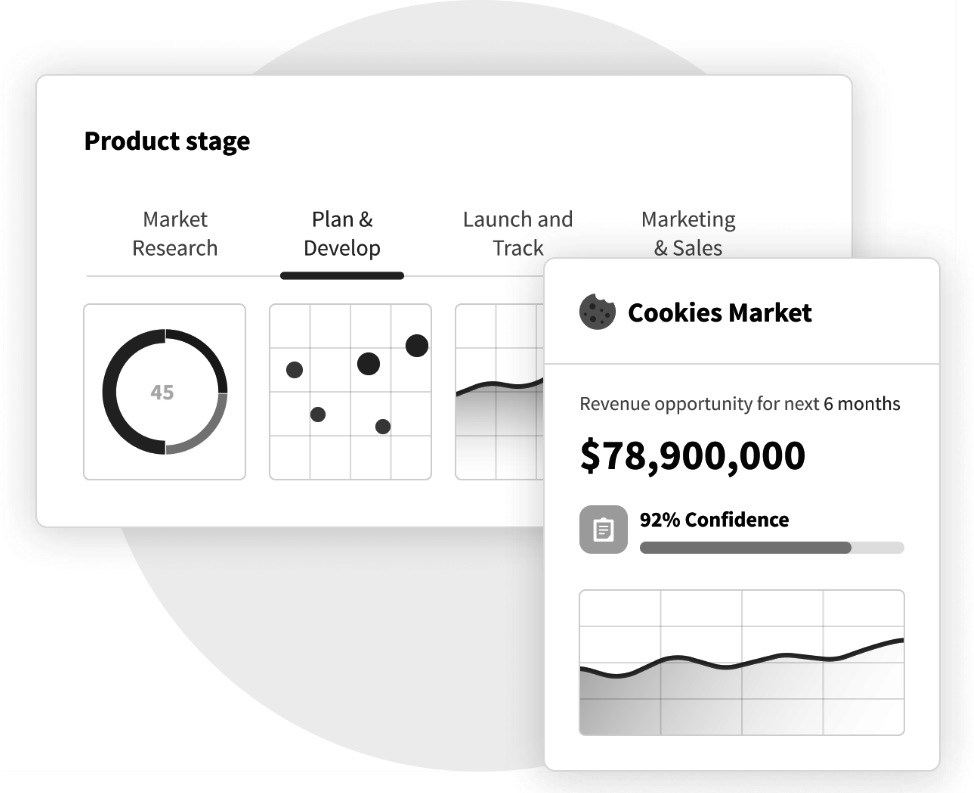 Product stage
Market
Research
Plan &
Develop
Launch and
Track
Marketing
& Sales
45
Cookies Market
Revenue opportunity for next 6 months
$78,900,000
92% Confidence